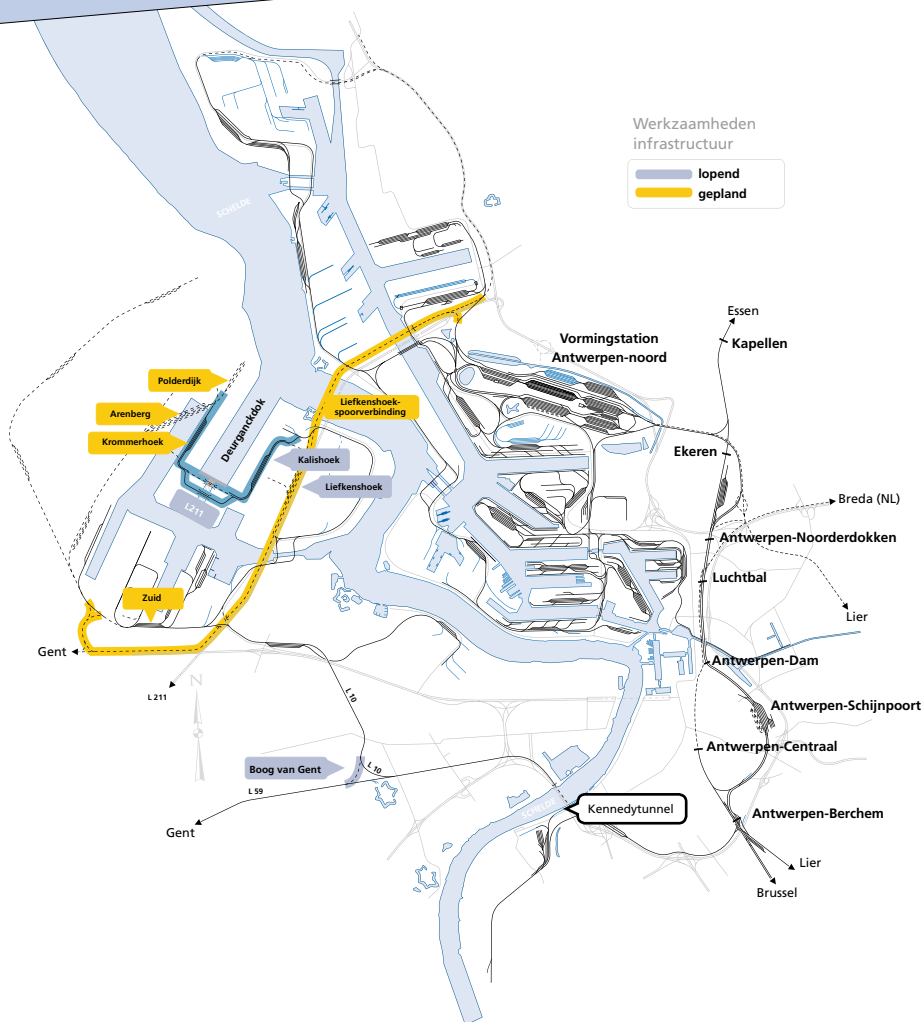 Werkzaamheden
infrastructuur
lopend
gepland
SCHELDE
Essen
Kapellen
Vormingstation
Antwerpen-noord
Polderdijk
Arenberg
Krommerhoek
Deurganckdok
Liefkenshoek-
spoorverbinding
Kalishoek
Liefkenshoek
L211
Ekeren
Breda (NL)
Antwerpen-Noorderdokken
Luchtbal
Zuid
Lier
Gent
L 211
N
L 10
Antwerpen-Dam
Antwerpen-Schijnpoort
Antwerpen-Centraal
Boog van Gent
L 10
L 59
Gent
SCHELDE
Kennedytunnel
Antwerpen-Berchem
Lier
Brussel